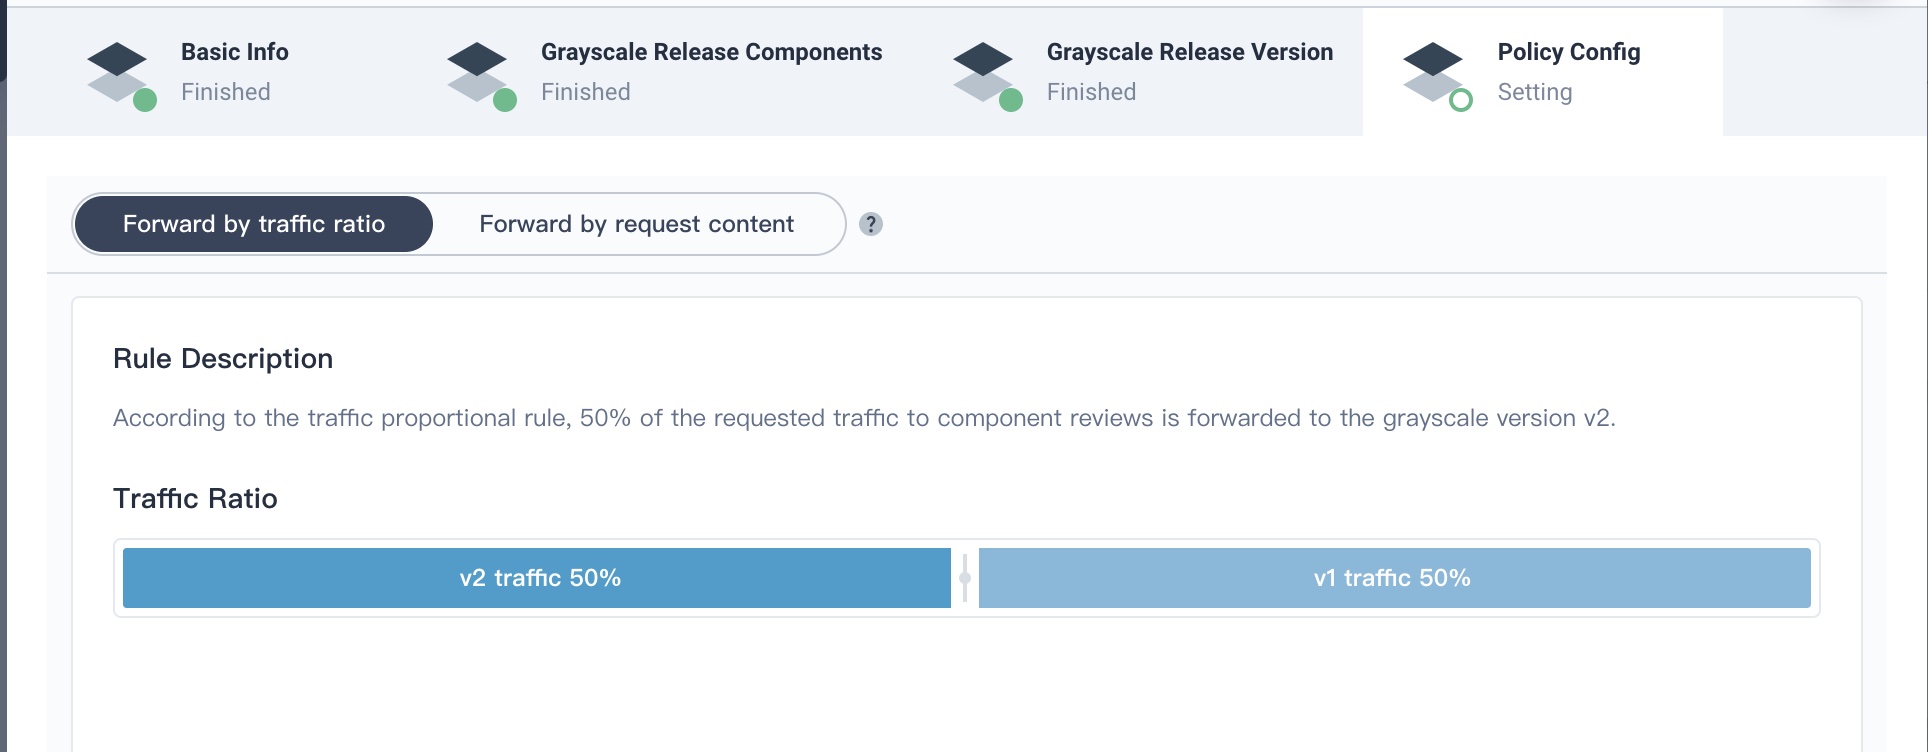 Basic Info
Finished
Grayscale Release Components
Finished
Grayscale Release Version
Finished
Policy Config
Setting
Forward by traffic ratio
Forward by request content
?
Rule Description
According to the traffic proportional rule, 50% of the requested traffic to component reviews is forwarded to the grayscale version v2.
Traffic Ratio
v2 traffic 50%
v1 traffic 50%